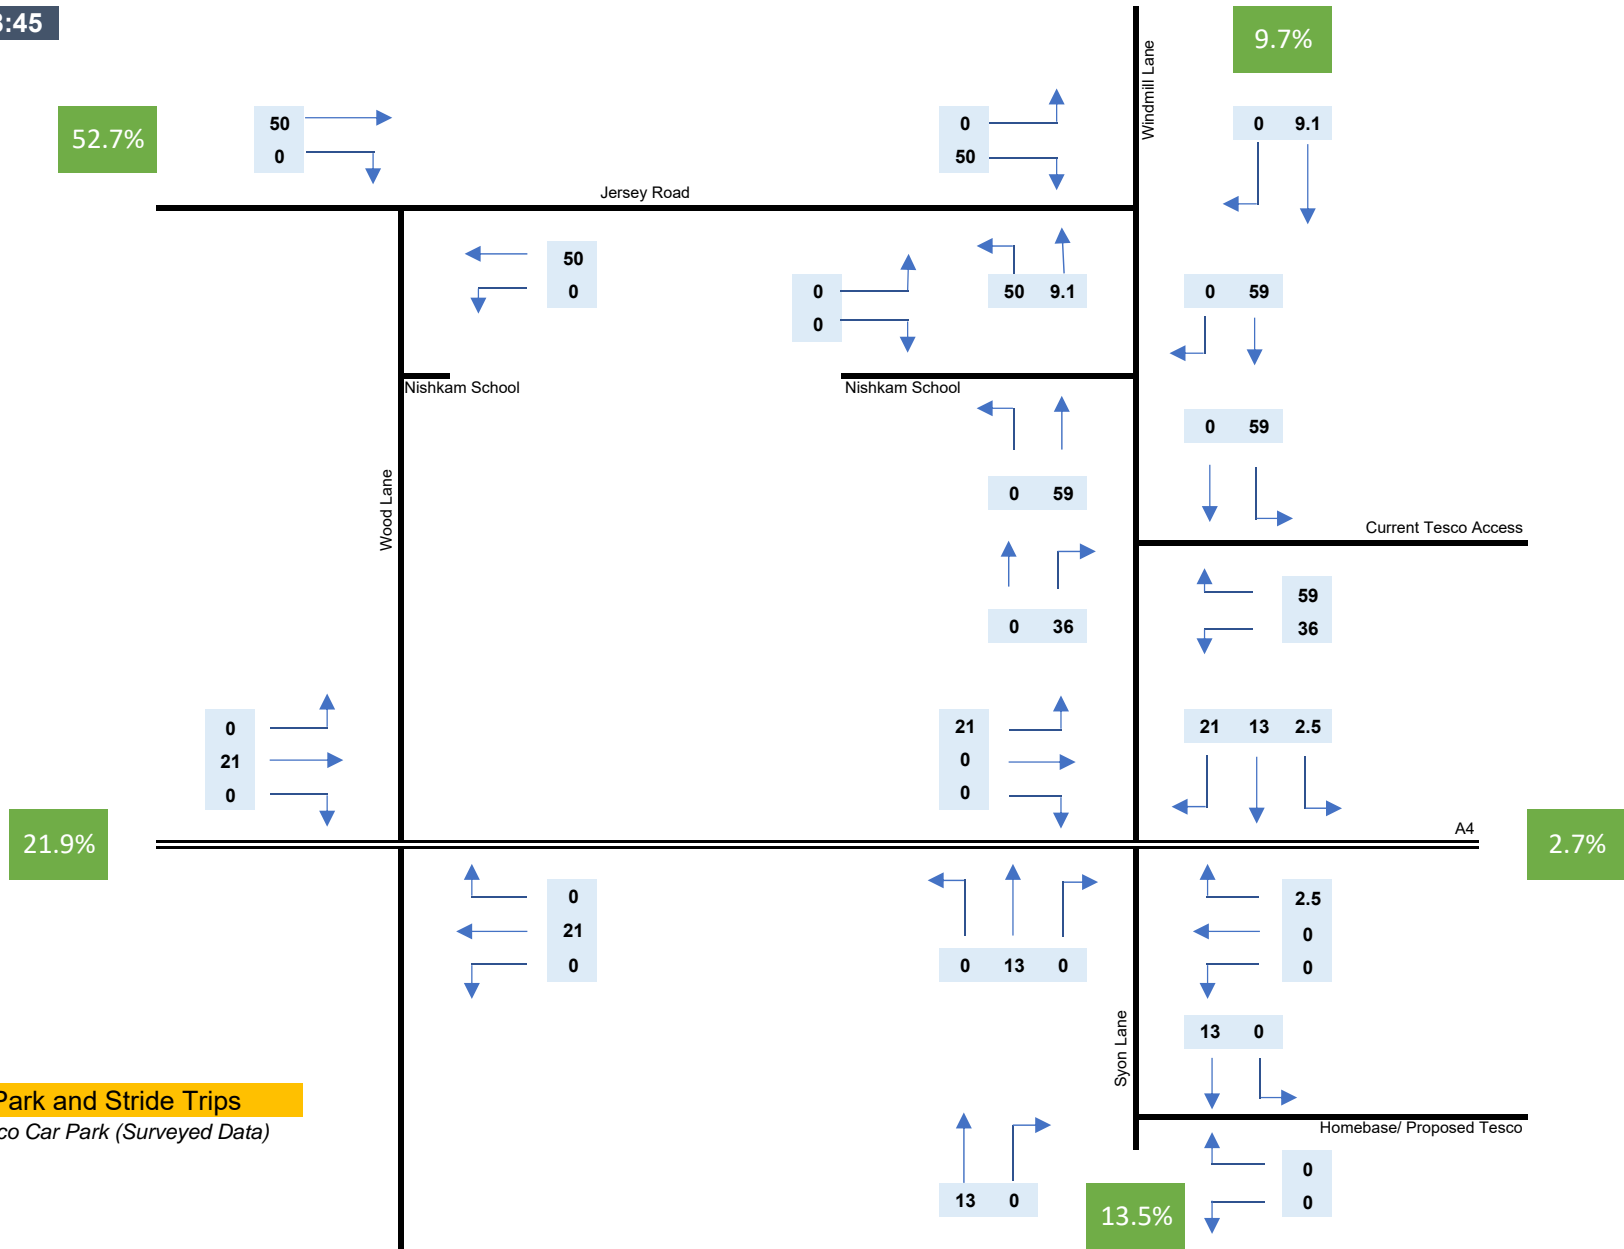 :45
9.7%
Windmill Lane
52.7%
50
0
0
50
0 9.1
Jersey Road
50
0
0
0
50 9.1
0 59
Nishkam School
Nishkam School
0 59
Wood Lane
0 59
Current Tesco Access
59
36
0 36
0
21
0
21
0
0
21 13 2.5
A4
21.9%
2.7%
0
21
0
0 13 0
2.5
0
0
Syon Lane
13 0
Park and Stride Trips
co Car Park (Surveyed Data)
Homebase/ Proposed Tesco
13 0
13.5%
0
0